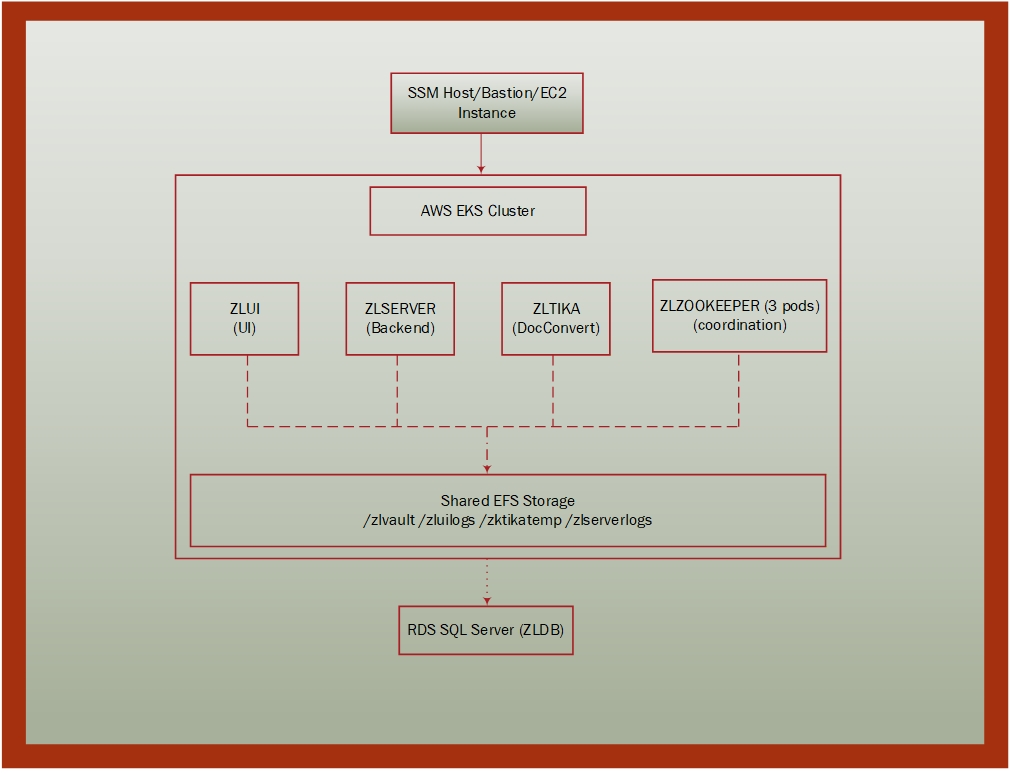 SSM Host/Bastion/EC2
Instance
AWS EKS Cluster
ZLUI
(UI)
ZLSERVER
(Backend)
ZLTIKA
(DocConvert)
ZLZOOKEEPER (3 pods)
(coordination)
Shared EFS Storage
/zlvault /zluilogs /zktikatemp /zlserverlogs
RDS SQL Server (ZLDB)